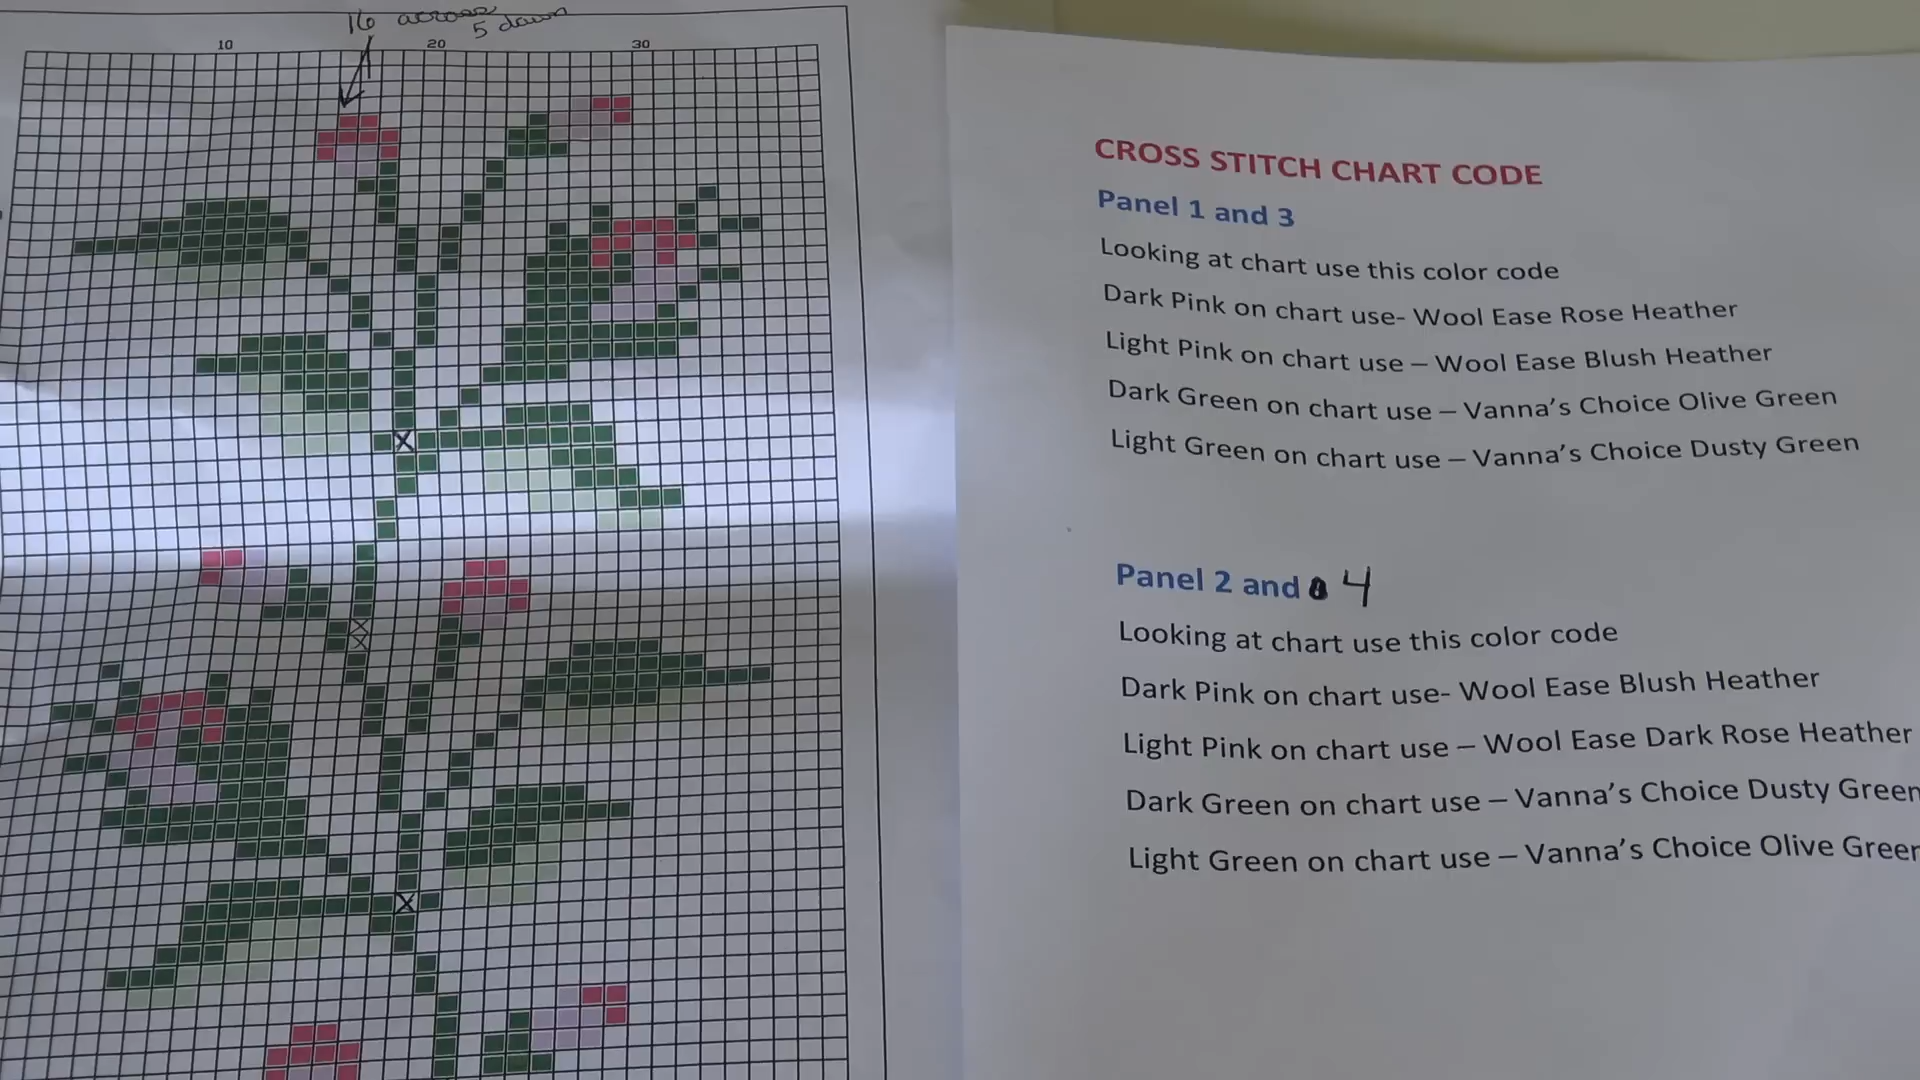 16 across
5 down
10 20 30
X
X
X
X
CROSS STITCH CHART CODE
Panel 1 and 3
Looking at chart use this color code
Dark Pink on chart use- Wool Ease Rose Heather
Light Pink on chart use – Wool Ease Blush Heather
Dark Green on chart use – Vanna's Choice Olive Green
Light Green on chart use – Vanna's Choice Dusty Green
Panel 2 and 4
Looking at chart use this color code
Dark Pink on chart use- Wool Ease Blush Heather
Light Pink on chart use – Wool Ease Dark Rose Heather
Dark Green on chart use – Vanna's Choice Dusty Green
Light Green on chart use – Vanna's Choice Olive Green